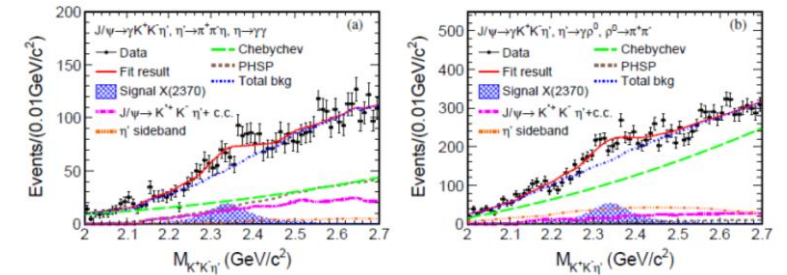 (a)
J/ψ→γK⁺K⁻η', η'→π⁺π⁻η, η→γγ
Data
Fit result
Signal X(2370)
J/ψ→ K*⁺ K⁻ η'+ c.c.
η' sideband
Chebychev
PHSP
Total bkg
Events/(0.01GeV/c²)
200
150
100
50
0
2 2.1 2.2 2.3 2.4 2.5 2.6 2.7
M K⁺K⁻η' (GeV/c²)
(b)
J/ψ→γK⁺K⁻η', η'→γρ⁰, ρ⁰→π⁺π⁻
Data
Fit result
Signal X(2370)
J/ψ→ K*⁺ K⁻ η'+c.c.
η' sideband
Chebychev
PHSP
Total bkg
Events/(0.01GeV/c²)
500
400
300
200
100
0
2 2.1 2.2 2.3 2.4 2.5 2.6 2.7
M K⁺K⁻η' (GeV/c²)